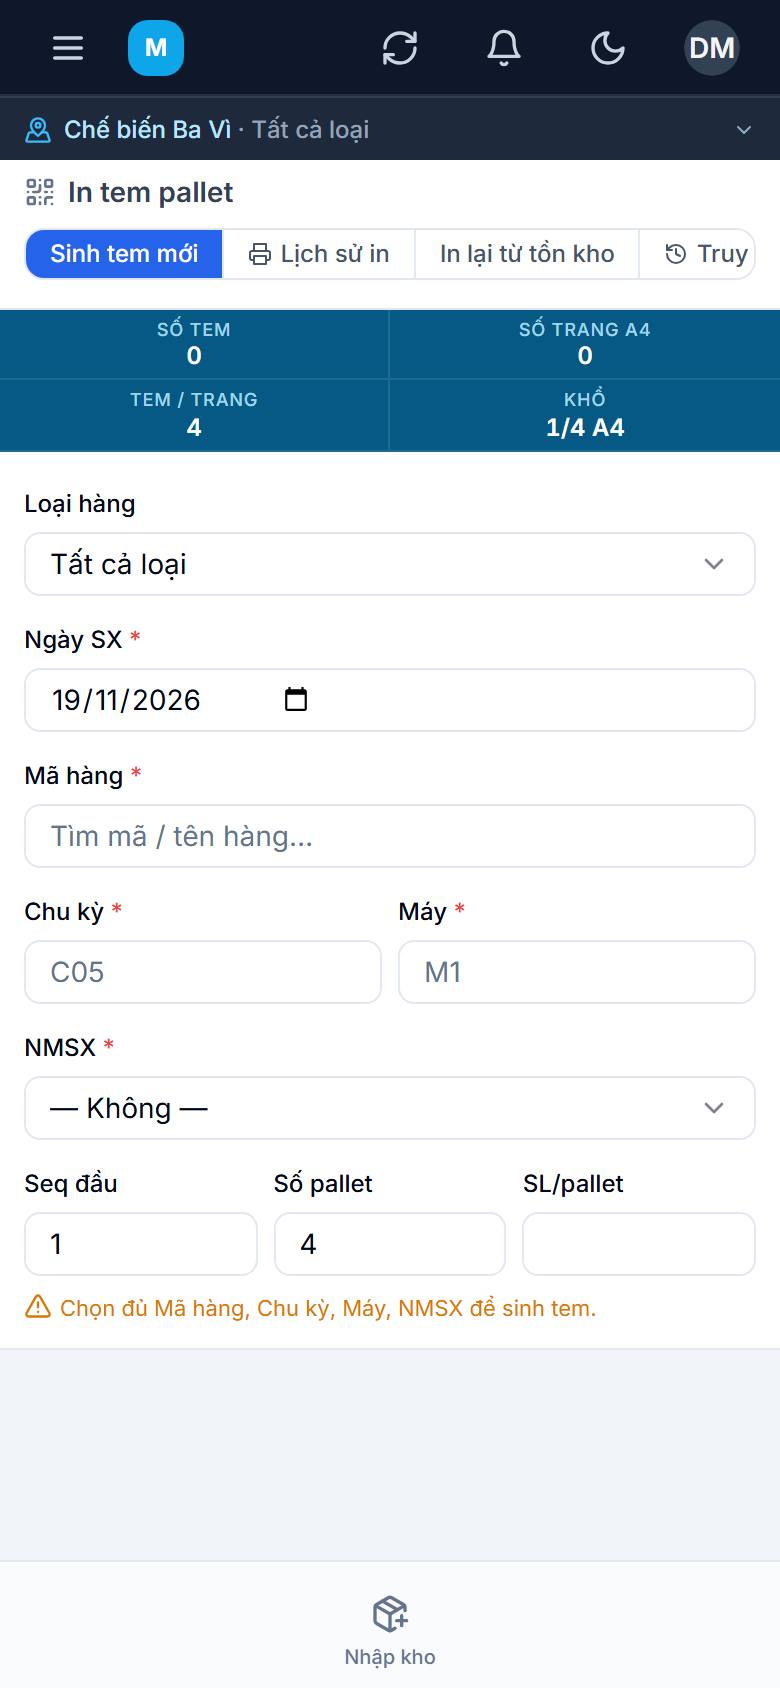 M
DM
Chế biến Ba Vì · Tất cả loại
In tem pallet
Sinh tem mới
Lịch sử in
In lại từ tồn kho
Truy
SỐ TEM
0
SỐ TRANG A4
0
TEM / TRANG
4
KHỔ
1/4 A4
Loại hàng
Tất cả loại
Ngày SX *
19/11/2026
Mã hàng *
Tìm mã / tên hàng...
Chu kỳ *
C05
Máy *
M1
NMSX *
— Không —
Seq đầu
1
Số pallet
4
SL/pallet
Chọn đủ Mã hàng, Chu kỳ, Máy, NMSX để sinh tem.
Nhập kho